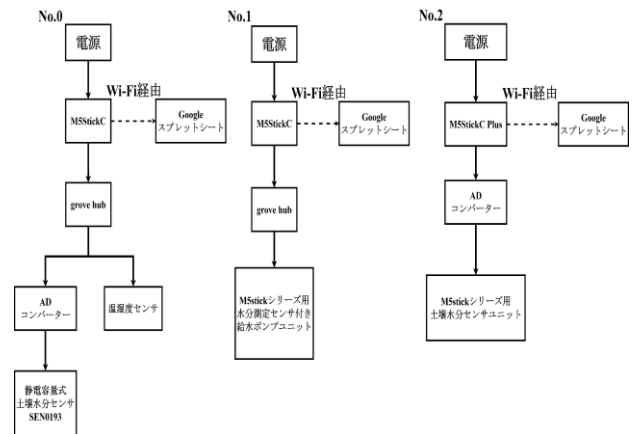 No.0
電源
Wi-Fi経由
M5StickC
Google
スプレットシート
grove hub
AD
コンバーター
温湿度センサ
静電容量式
土壌水分センサ
SEN0193
No.1
電源
Wi-Fi経由
M5StickC
Google
スプレットシート
grove hub
M5stickシリーズ用
水分測定センサ付き
給水ポンプユニット
No.2
電源
Wi-Fi経由
M5StickC Plus
Google
スプレットシート
AD
コンバーター
M5stickシリーズ用
土壌水分センサユニット